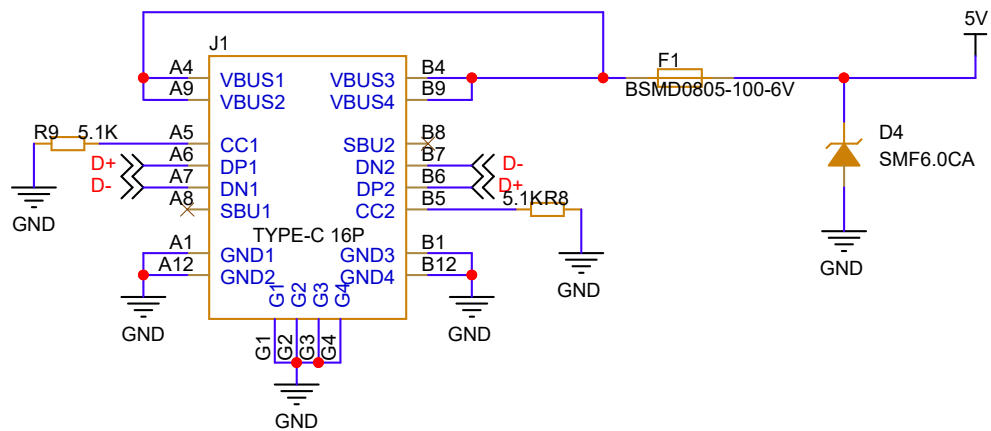 5V
J1
F1
BSMD0805-100-6V
A4 VBUS1 VBUS3 B4
A9 VBUS2 VBUS4 B9
R9 5.1K A5 CC1 SBU2 B8
D4
SMF6.0CA
D+ A6 DP1 DN2 B7 D-
D- A7 DN1 DP2 B6 D+
A8 SBU1 CC2 B5 5.1K R8
GND
TYPE-C 16P
A1 GND1 GND3 B1
A12 GND2 GND4 B12
GND
GND
G1 G2 G3 G4
GND
GND
G1 G2 G3 G4
GND